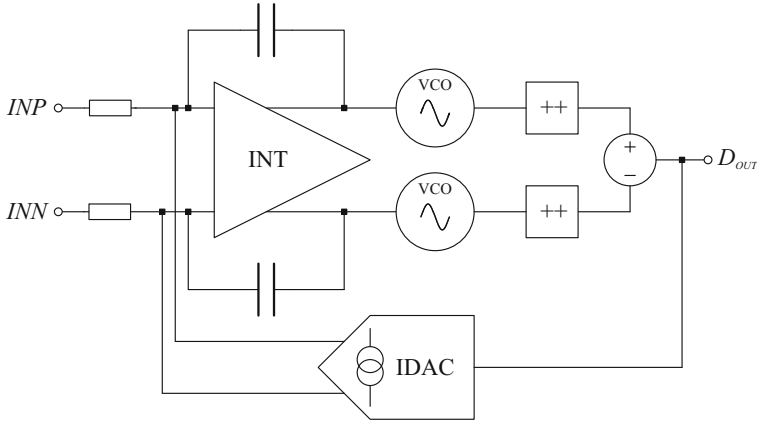 VCO
++
INP
INT
+
−
D_OUT
VCO
++
INN
IDAC